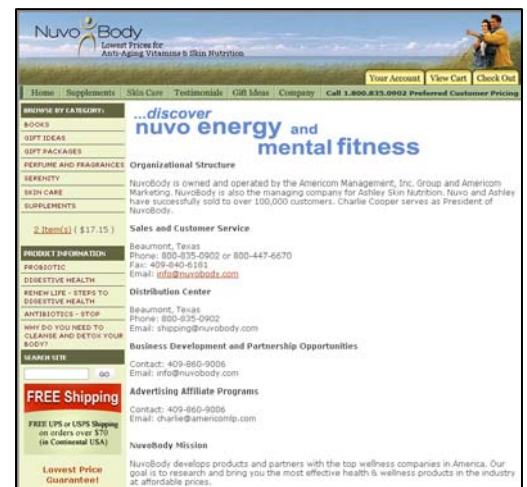 Nuvo Body
Lowest Prices for
Anti-Aging Vitamins & Skin Nutrition
Your Account View Cart Check Out
Home Supplements Skin Care Testimonials Gift Ideas Company Call 1.800.835.0902 Preferred Customer Pricing
BROWSE BY CATEGORY:
BOOKS
GIFT IDEAS
GIFT PACKAGES
PERFUME AND FRAGRANCES
SERENITY
SKIN CARE
SUPPLEMENTS
2 Item(s) ( $17.15 )
PRODUCT INFORMATION
PROBIOTIC
DIGESTIVE HEALTH
RENEW LIFE - STEPS TO
DIGESTIVE HEALTH
ANTIBIOTICS - STOP
WHY DO YOU NEED TO
CLEANSE AND DETOX YOUR
BODY?
SEARCH SITE
GO
FREE Shipping
FREE UPS or USPS Shipping
on orders over $70
(in Continental USA)
Lowest Price
Guarantee!
...discover
nuvo energy and
mental fitness
Organizational Structure
NuvoBody is owned and operated by the Americom Management, Inc. Group and Americom
Marketing. NuvoBody is also the managing company for Ashley Skin Nutrition. Nuvo and Ashley
have successfully sold to over 100,000 customers. Charlie Cooper serves as President of
NuvoBody.
Sales and Customer Service
Beaumont, Texas
Phone: 800-835-0902 or 800-447-6670
Fax: 409-840-6181
Email: info@nuvobody.com
Distribution Center
Beaumont, Texas
Phone: 800-835-0902
Email: shipping@nuvobody.com
Business Development and Partnership Opportunities
Contact: 409-860-9006
Email: info@nuvobody.com
Advertising Affiliate Programs
Contact: 409-860-9006
Email: charlie@americomlp.com
NuvoBody Mission
NuvoBody develops products and partners with the top wellness companies in America. Our
goal is to research and bring you the most effective health & wellness products in the industry
at affordable prices.